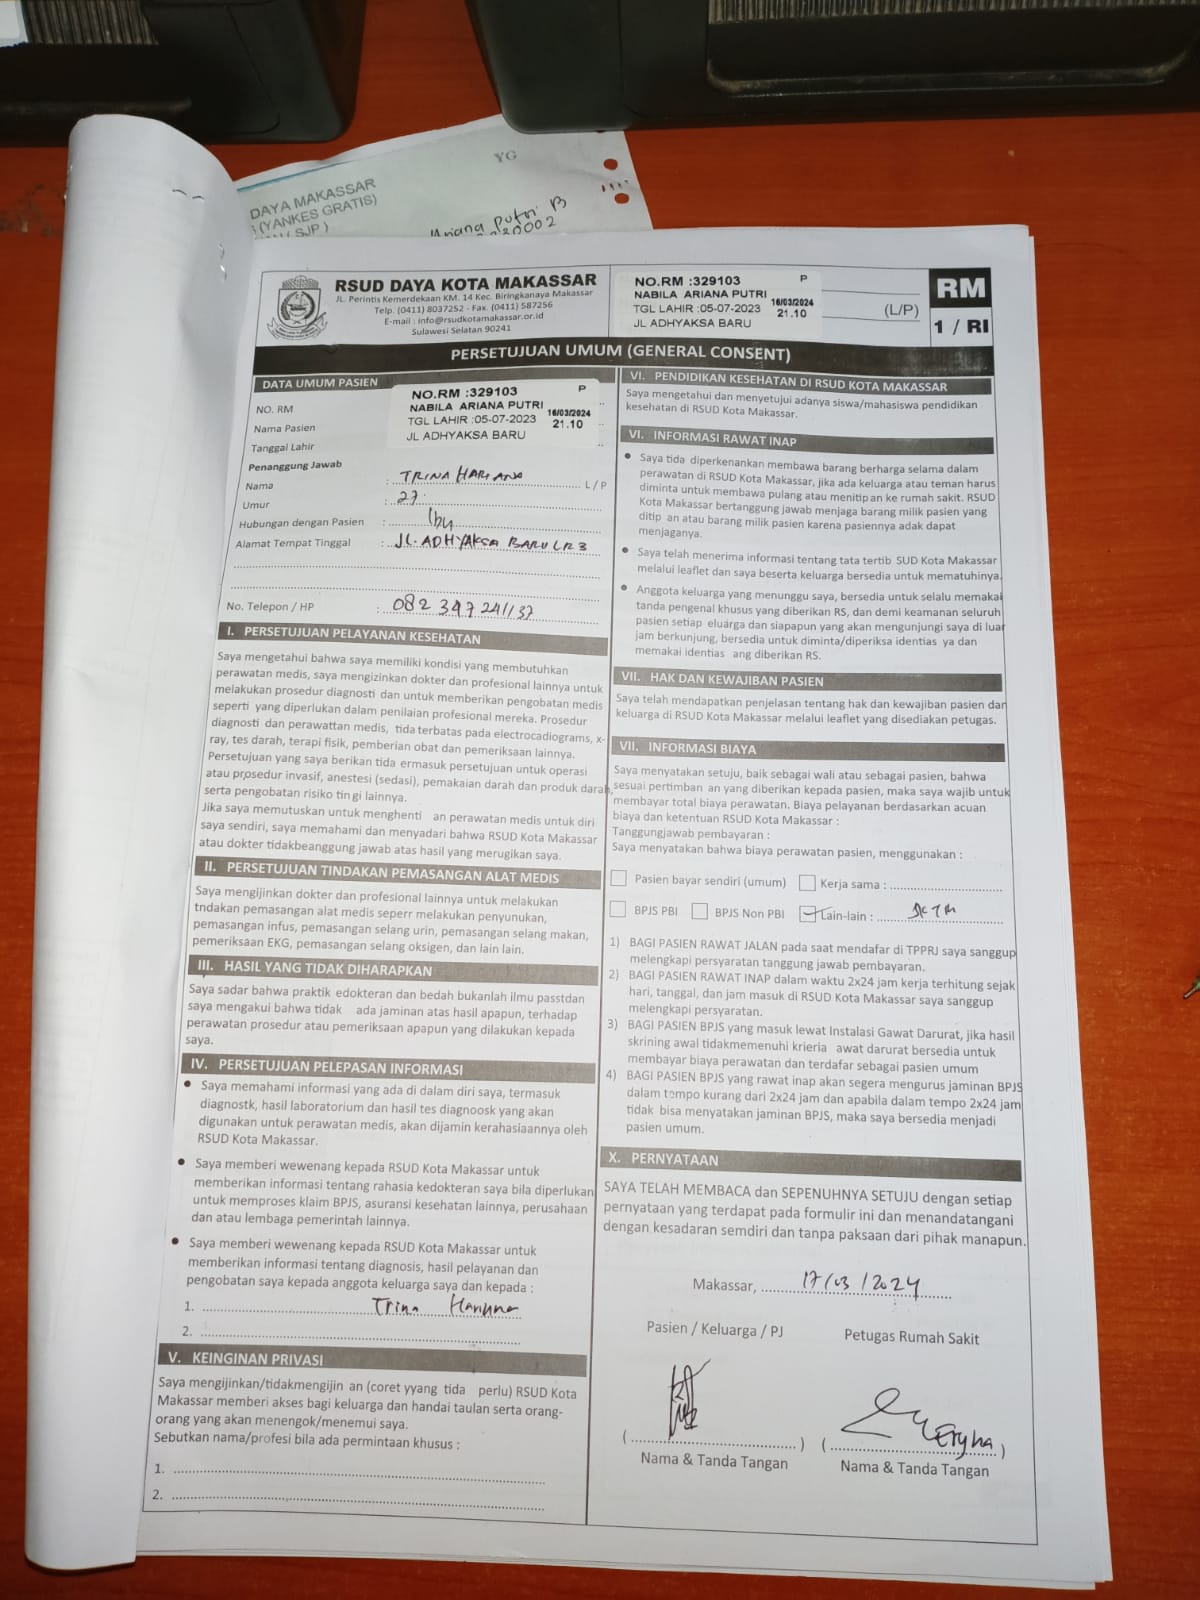 YG
DAYA MAKASSAR
(YANKES GRATIS)
( SJP )
Ariana Putri B
0002
RSUD DAYA KOTA MAKASSAR
JL. Perintis Kemerdekaan KM. 14 Kec. Biringkanaya Makassar
Telp. (0411) 8037252 - Fax. (0411) 587256
E-mail : info@rsudkotamakassar.or.id
Sulawesi Selatan 90241
NO.RM :329103 P
NABILA ARIANA PUTRI
TGL LAHIR :05-07-2023
JL ADHYAKSA BARU
16/03/2024
21.10
(L/P)
RM
1 / RI
PERSETUJUAN UMUM (GENERAL CONSENT)
DATA UMUM PASIEN
NO. RM
Nama Pasien
Tanggal Lahir
NO.RM :329103 P
NABILA ARIANA PUTRI
TGL LAHIR :05-07-2023
JL ADHYAKSA BARU
16/03/2024
21.10
Penanggung Jawab
Nama : TRINA HARIANA L / P
Umur : 27
Hubungan dengan Pasien : Ibu
Alamat Tempat Tinggal : JL. ADHYAKSA BARU LR 3
No. Telepon / HP : 082 347 241137
I. PERSETUJUAN PELAYANAN KESEHATAN
Saya mengetahui bahwa saya memiliki kondisi yang membutuhkan
perawatan medis, saya mengizinkan dokter dan profesional lainnya untuk
melakukan prosedur diagnosti dan untuk memberikan pengobatan medis
seperti yang diperlukan dalam penilaian profesional mereka. Prosedur
diagnosti dan perawattan medis, tida terbatas pada electrocadiograms, x-
ray, tes darah, terapi fisik, pemberian obat dan pemeriksaan lainnya.
Persetujuan yang saya berikan tida ermasuk persetujuan untuk operasi
atau prosedur invasif, anestesi (sedasi), pemakaian darah dan produk darah,
serta pengobatan risiko tin gi lainnya.
Jika saya memutuskan untuk menghenti an perawatan medis untuk diri
saya sendiri, saya memahami dan menyadari bahwa RSUD Kota Makassar
atau dokter tidakbeanggung jawab atas hasil yang merugikan saya.
II. PERSETUJUAN TINDAKAN PEMASANGAN ALAT MEDIS
Saya mengijinkan dokter dan profesional lainnya untuk melakukan
tndakan pemasangan alat medis seperr melakukan penyunukan,
pemasangan infus, pemasangan selang urin, pemasangan selang makan,
pemeriksaan EKG, pemasangan selang oksigen, dan lain lain.
III. HASIL YANG TIDAK DIHARAPKAN
Saya sadar bahwa praktik edokteran dan bedah bukanlah ilmu passtdan
saya mengakui bahwa tidak ada jaminan atas hasil apapun, terhadap
perawatan prosedur atau pemeriksaan apapun yang dilakukan kepada
saya.
IV. PERSETUJUAN PELEPASAN INFORMASI
• Saya memahami informasi yang ada di dalam diri saya, termasuk
diagnostk, hasil laboratorium dan hasil tes diagnoosk yang akan
digunakan untuk perawatan medis, akan dijamin kerahasiaannya oleh
RSUD Kota Makassar.
• Saya memberi wewenang kepada RSUD Kota Makassar untuk
memberikan informasi tentang rahasia kedokteran saya bila diperlukan
untuk memproses klaim BPJS, asuransi kesehatan lainnya, perusahaan
dan atau lembaga pemerintah lainnya.
• Saya memberi wewenang kepada RSUD Kota Makassar untuk
memberikan informasi tentang diagnosis, hasil pelayanan dan
pengobatan saya kepada anggota keluarga saya dan kepada :
1. Trina Hariana
2.
V. KEINGINAN PRIVASI
Saya mengijinkan/tidakmengijin an (coret yyang tida perlu) RSUD Kota
Makassar memberi akses bagi keluarga dan handai taulan serta orang-
orang yang akan menengok/menemui saya.
Sebutkan nama/profesi bila ada permintaan khusus :
1.
2.
VI. PENDIDIKAN KESEHATAN DI RSUD KOTA MAKASSAR
Saya mengetahui dan menyetujui adanya siswa/mahasiswa pendidikan
kesehatan di RSUD Kota Makassar.
VI. INFORMASI RAWAT INAP
• Saya tida diperkenankan membawa barang berharga selama dalam
perawatan di RSUD Kota Makassar, jika ada keluarga atau teman harus
diminta untuk membawa pulang atau menitip an ke rumah sakit. RSUD
Kota Makassar bertanggung jawab menjaga barang milik pasien yang
ditip an atau barang milik pasien karena pasiennya adak dapat
menjaganya.
• Saya telah menerima informasi tentang tata tertib SUD Kota Makassar
melalui leaflet dan saya beserta keluarga bersedia untuk mematuhinya.
• Anggota keluarga yang menunggu saya, bersedia untuk selalu memakai
tanda pengenal khusus yang diberikan RS, dan demi keamanan seluruh
pasien setiap eluarga dan siapapun yang akan mengunjungi saya di luar
jam berkunjung, bersedia untuk diminta/diperiksa identias ya dan
memakai identias ang diberikan RS.
VII. HAK DAN KEWAJIBAN PASIEN
Saya telah mendapatkan penjelasan tentang hak dan kewajiban pasien dan
keluarga di RSUD Kota Makassar melalui leaflet yang disediakan petugas.
VII. INFORMASI BIAYA
Saya menyatakan setuju, baik sebagai wali atau sebagai pasien, bahwa
sesuai pertimban an yang diberikan kepada pasien, maka saya wajib untuk
membayar total biaya perawatan. Biaya pelayanan berdasarkan acuan
biaya dan ketentuan RSUD Kota Makassar :
Tanggungjawab pembayaran :
Saya menyatakan bahwa biaya perawatan pasien, menggunakan :
Pasien bayar sendiri (umum) Kerja sama :
BPJS PBI BPJS Non PBI Lain-lain : SKTM
1) BAGI PASIEN RAWAT JALAN pada saat mendafar di TPPRJ saya sanggup
melengkapi persyaratan tanggung jawab pembayaran.
2) BAGI PASIEN RAWAT INAP dalam waktu 2x24 jam kerja terhitung sejak
hari, tanggal, dan jam masuk di RSUD Kota Makassar saya sanggup
melengkapi persyaratan.
3) BAGI PASIEN BPJS yang masuk lewat Instalasi Gawat Darurat, jika hasil
skrining awal tidakmemenuhi krieria awat darurat bersedia untuk
membayar biaya perawatan dan terdafar sebagai pasien umum
4) BAGI PASIEN BPJS yang rawat inap akan segera mengurus jaminan BPJS
dalam tempo kurang dari 2x24 jam dan apabila dalam tempo 2x24 jam
tidak bisa menyatakan jaminan BPJS, maka saya bersedia menjadi
pasien umum.
X. PERNYATAAN
SAYA TELAH MEMBACA dan SEPENUHNYA SETUJU dengan setiap
pernyataan yang terdapat pada formulir ini dan menandatangani
dengan kesadaran semdiri dan tanpa paksaan dari pihak manapun.
Makassar, 17/03/2024
Pasien / Keluarga / PJ Petugas Rumah Sakit
Eryha
Nama & Tanda Tangan Nama & Tanda Tangan